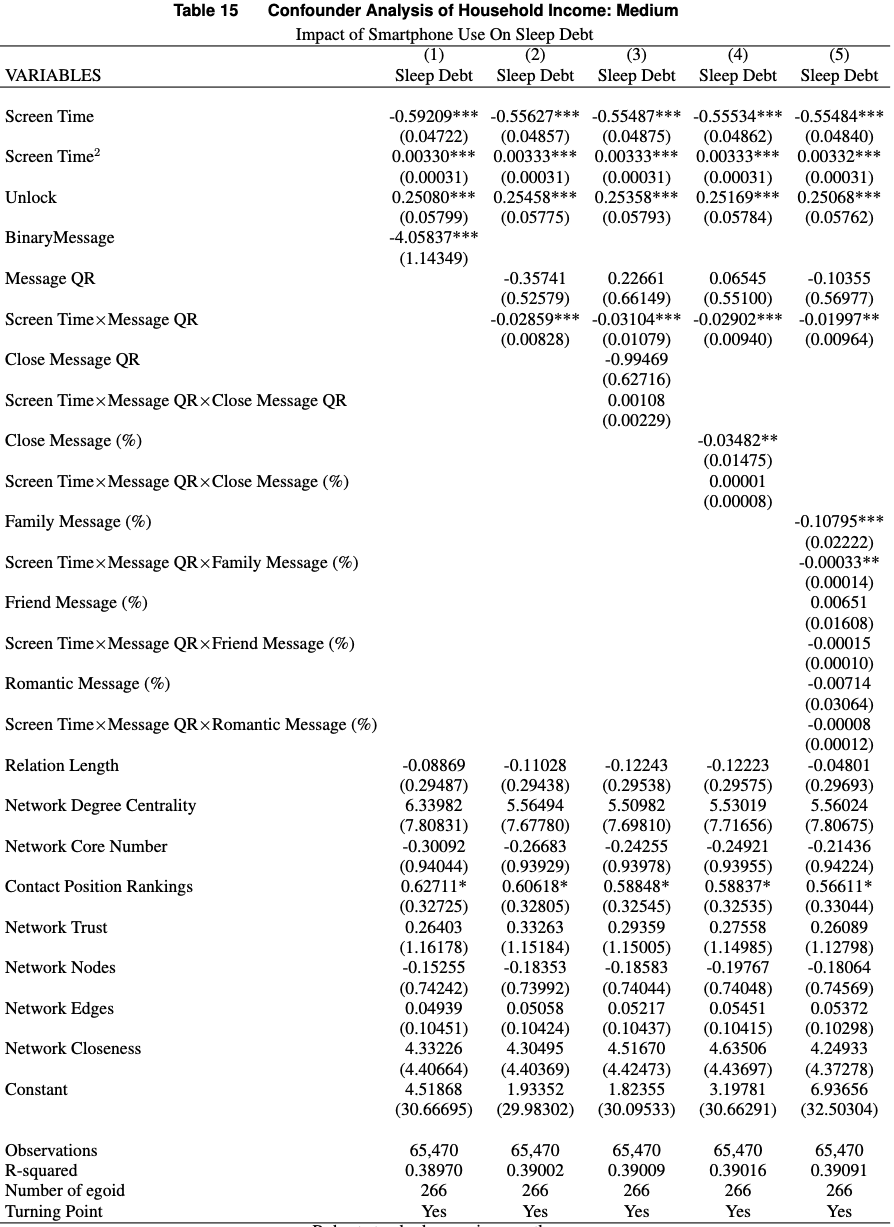 Table 15 Confounder Analysis of Household Income: Medium
Impact of Smartphone Use On Sleep Debt
(1) (2) (3) (4) (5)
VARIABLES Sleep Debt Sleep Debt Sleep Debt Sleep Debt Sleep Debt
Screen Time -0.59209*** -0.55627*** -0.55487*** -0.55534*** -0.55484***
(0.04722) (0.04857) (0.04875) (0.04862) (0.04840)
Screen Time² 0.00330*** 0.00333*** 0.00333*** 0.00333*** 0.00332***
(0.00031) (0.00031) (0.00031) (0.00031) (0.00031)
Unlock 0.25080*** 0.25458*** 0.25358*** 0.25169*** 0.25068***
(0.05799) (0.05775) (0.05793) (0.05784) (0.05762)
BinaryMessage -4.05837***
(1.14349)
Message QR -0.35741 0.22661 0.06545 -0.10355
(0.52579) (0.66149) (0.55100) (0.56977)
Screen Time×Message QR -0.02859*** -0.03104*** -0.02902*** -0.01997**
(0.00828) (0.01079) (0.00940) (0.00964)
Close Message QR -0.99469
(0.62716)
Screen Time×Message QR×Close Message QR 0.00108
(0.00229)
Close Message (%) -0.03482**
(0.01475)
Screen Time×Message QR×Close Message (%) 0.00001
(0.00008)
Family Message (%) -0.10795***
(0.02222)
Screen Time×Message QR×Family Message (%) -0.00033**
(0.00014)
Friend Message (%) 0.00651
(0.01608)
Screen Time×Message QR×Friend Message (%) -0.00015
(0.00010)
Romantic Message (%) -0.00714
(0.03064)
Screen Time×Message QR×Romantic Message (%) -0.00008
(0.00012)
Relation Length -0.08869 -0.11028 -0.12243 -0.12223 -0.04801
(0.29487) (0.29438) (0.29538) (0.29575) (0.29693)
Network Degree Centrality 6.33982 5.56494 5.50982 5.53019 5.56024
(7.80831) (7.67780) (7.69810) (7.71656) (7.80675)
Network Core Number -0.30092 -0.26683 -0.24255 -0.24921 -0.21436
(0.94044) (0.93929) (0.93978) (0.93955) (0.94224)
Contact Position Rankings 0.62711* 0.60618* 0.58848* 0.58837* 0.56611*
(0.32725) (0.32805) (0.32545) (0.32535) (0.33044)
Network Trust 0.26403 0.33263 0.29359 0.27558 0.26089
(1.16178) (1.15184) (1.15005) (1.14985) (1.12798)
Network Nodes -0.15255 -0.18353 -0.18583 -0.19767 -0.18064
(0.74242) (0.73992) (0.74044) (0.74048) (0.74569)
Network Edges 0.04939 0.05058 0.05217 0.05451 0.05372
(0.10451) (0.10424) (0.10437) (0.10415) (0.10298)
Network Closeness 4.33226 4.30495 4.51670 4.63506 4.24933
(4.40664) (4.40369) (4.42473) (4.43697) (4.37278)
Constant 4.51868 1.93352 1.82355 3.19781 6.93656
(30.66695) (29.98302) (30.09533) (30.66291) (32.50304)
Observations 65,470 65,470 65,470 65,470 65,470
R-squared 0.38970 0.39002 0.39009 0.39016 0.39091
Number of egoid 266 266 266 266 266
Turning Point Yes Yes Yes Yes Yes